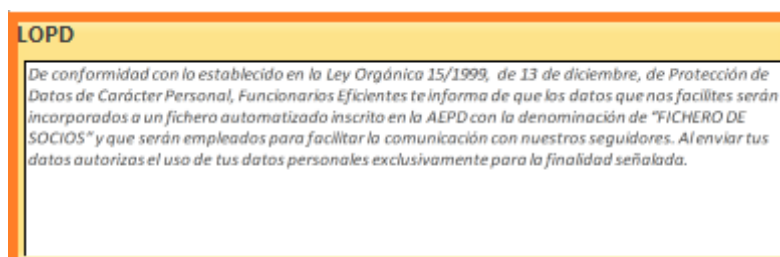 LOPD
De conformidad con lo establecido en la Ley Orgánica 15/1999, de 13 de diciembre, de Protección de
Datos de Carácter Personal, Funcionarios Eficientes te informa de que los datos que nos facilites serán
incorporados a un fichero automatizado inscrito en la AEPD con la denominación de "FICHERO DE
SOCIOS" y que serán empleados para facilitar la comunicación con nuestros seguidores. Al enviar tus
datos autorizas el uso de tus datos personales exclusivamente para la finalidad señalada.